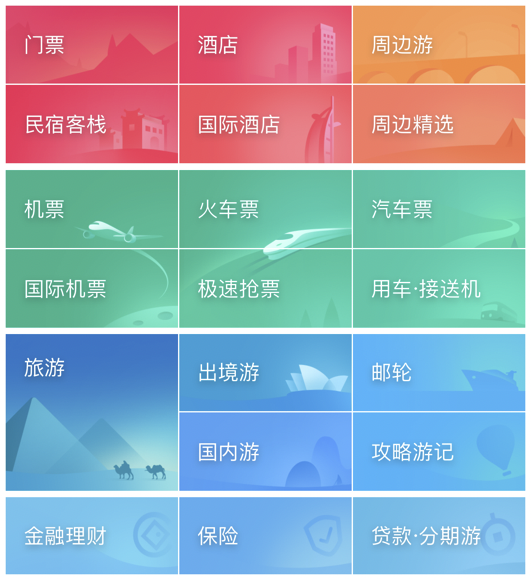 门票
酒店
周边游
民宿客栈
国际酒店
周边精选
机票
火车票
汽车票
国际机票
极速抢票
用车·接送机
旅游
出境游
邮轮
国内游
攻略游记
金融理财
保险
贷款·分期游